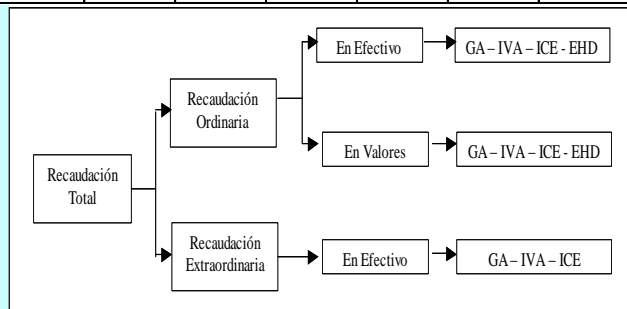 En Efectivo
GA – IVA – ICE - EHD
Recaudación
Ordinaria
En Valores
GA – IVA – ICE - EHD
Recaudación
Total
Recaudación
Extraordinaria
En Efectivo
GA – IVA – ICE